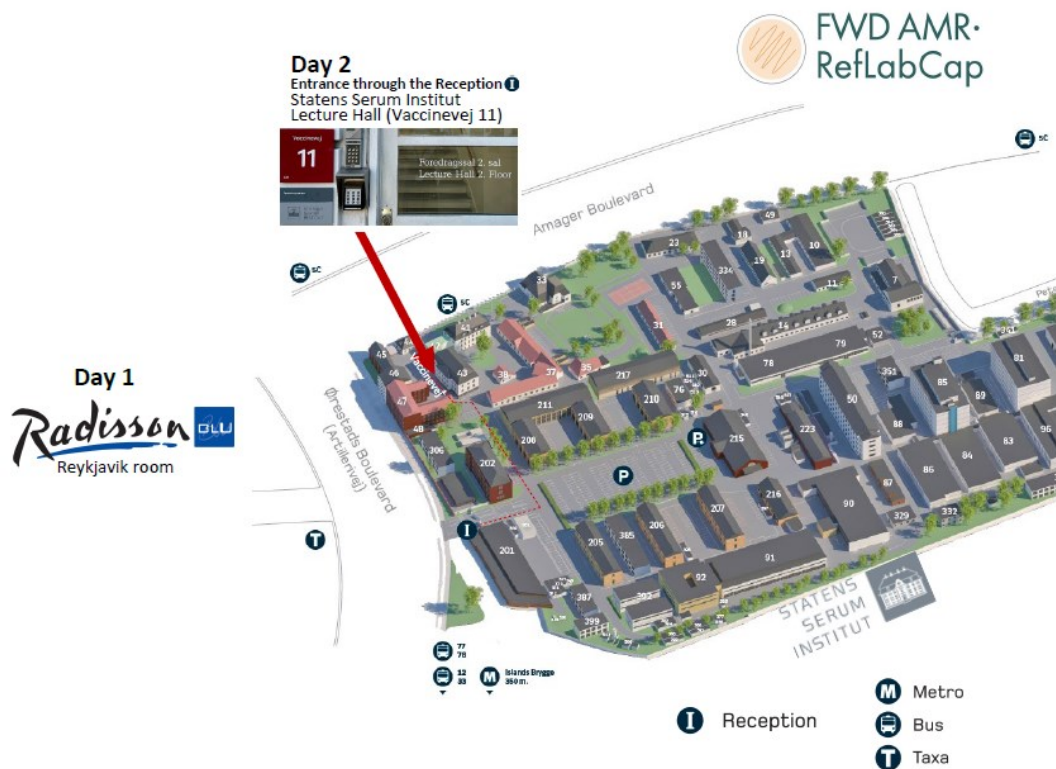 FWD AMR·
RefLabCap
Day 2
Entrance through the Reception I
Statens Serum Institut
Lecture Hall (Vaccinevej 11)
Vaccinevej
11
Foredragssal 2. sal
Lecture Hall 2. Floor
5C
Amager Boulevard
5C
5C
49
18
23
10
13
19
334
33
55
11
7
41
31
28
14
52
45
46
43
Vaccinevej
37
38
35
217
30
79
78
341
81
351
85
89
Day 1
Radisson
BLU
Reykjavik room
Ørestads Boulevard
(Artillerivej)
47
48
211
209
210
76
50
88
208
306
202
P
P
215
223
83
95
84
86
87
I
T
201
205
385
206
207
216
90
329
332
91
92
387
399
STATENS
SERUM
INSTITUT
77
78
12
33
M
Islands Brygge
350 m.
I Reception
M Metro
Bus
T Taxa